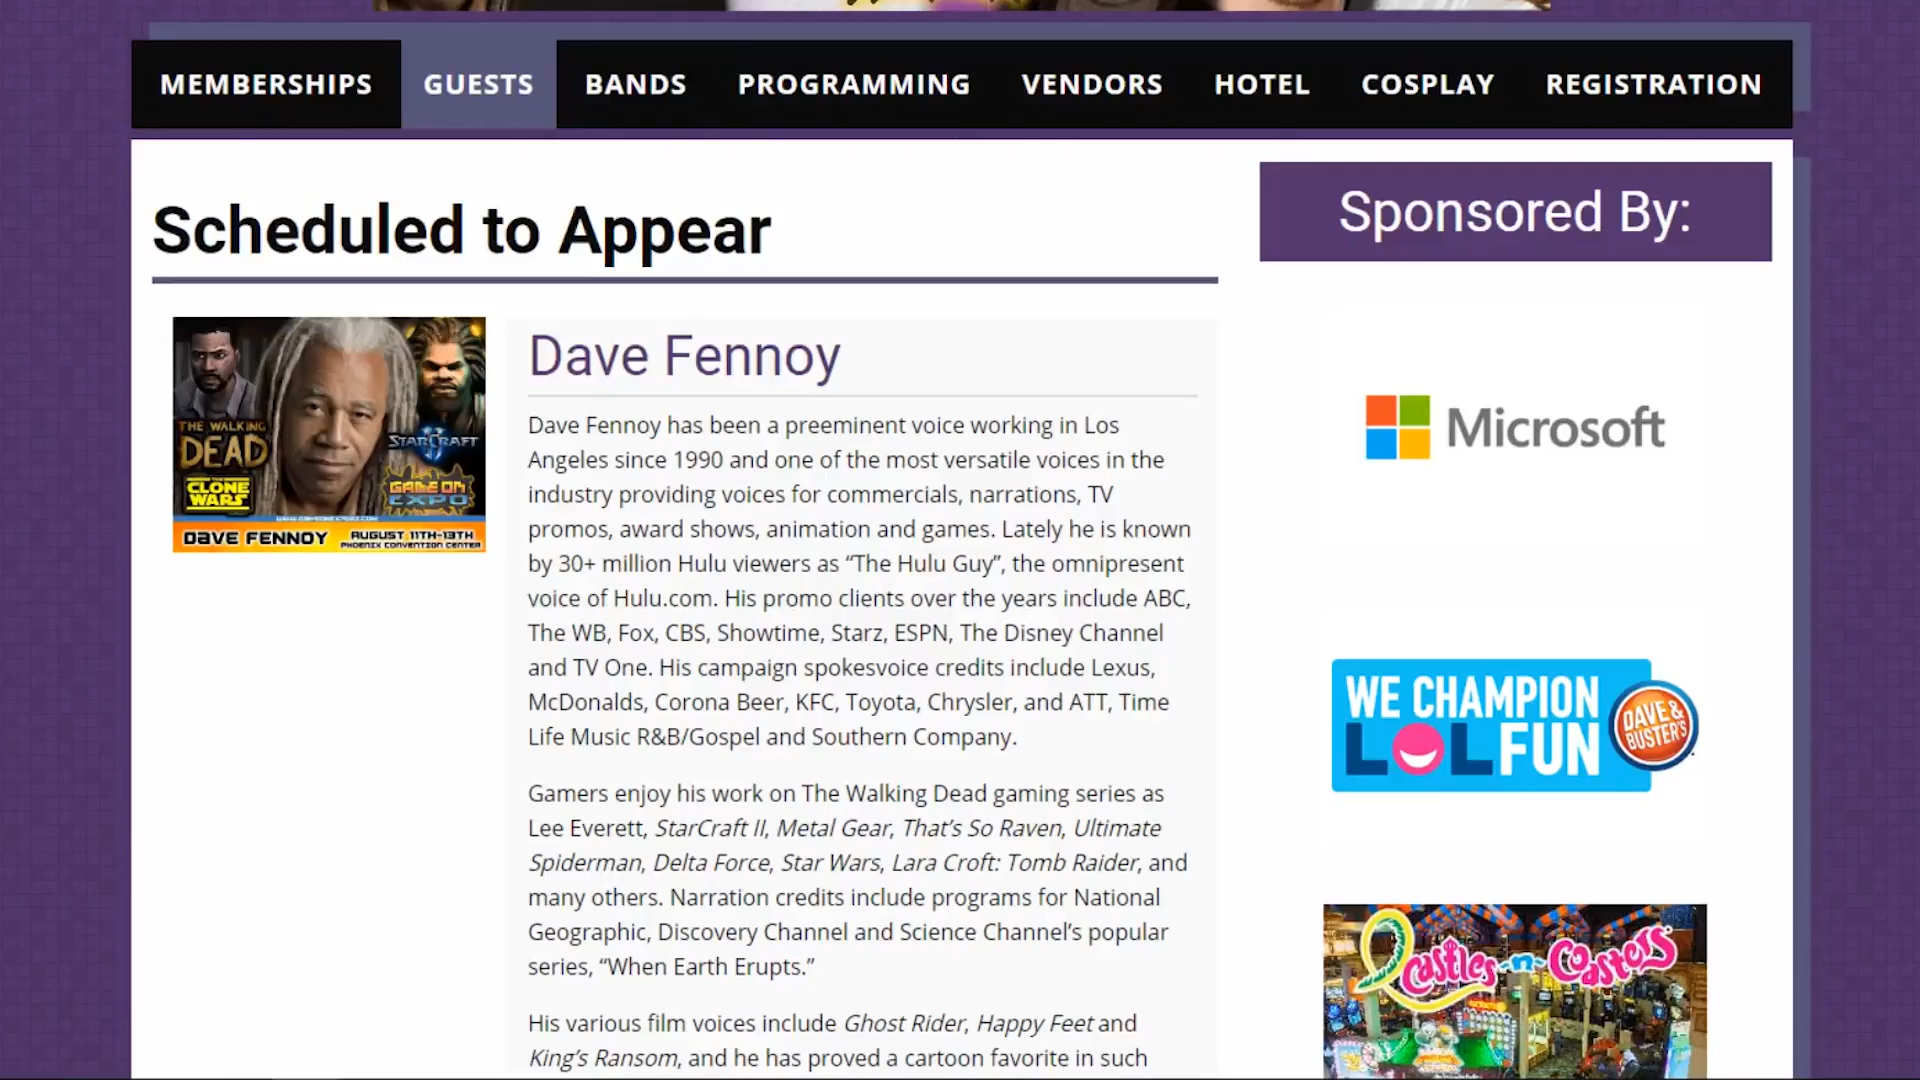 MEMBERSHIPS GUESTS BANDS PROGRAMMING VENDORS HOTEL COSPLAY REGISTRATION
Scheduled to Appear
THE WALKING
DEAD
CLONE
WARS
STARCRAFT
II
GAME ON
EXPO
DAVE FENNOY
AUGUST 11TH-13TH
PHOENIX CONVENTION CENTER
Dave Fennoy
Dave Fennoy has been a preeminent voice working in Los
Angeles since 1990 and one of the most versatile voices in the
industry providing voices for commercials, narrations, TV
promos, award shows, animation and games. Lately he is known
by 30+ million Hulu viewers as “The Hulu Guy”, the omnipresent
voice of Hulu.com. His promo clients over the years include ABC,
The WB, Fox, CBS, Showtime, Starz, ESPN, The Disney Channel
and TV One. His campaign spokesvoice credits include Lexus,
McDonalds, Corona Beer, KFC, Toyota, Chrysler, and ATT, Time
Life Music R&B/Gospel and Southern Company.
Gamers enjoy his work on The Walking Dead gaming series as
Lee Everett, StarCraft II, Metal Gear, That’s So Raven, Ultimate
Spiderman, Delta Force, Star Wars, Lara Croft: Tomb Raider, and
many others. Narration credits include programs for National
Geographic, Discovery Channel and Science Channel’s popular
series, “When Earth Erupts.”
His various film voices include Ghost Rider, Happy Feet and
King’s Ransom, and he has proved a cartoon favorite in such
Sponsored By:
Microsoft
WE CHAMPION
LOL FUN
DAVE &
BUSTER'S
Castles-n-Coasters